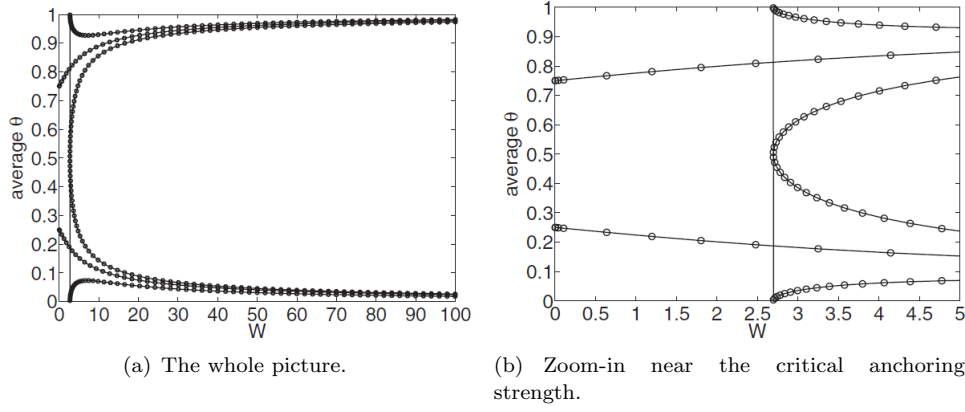 1
0.9
0.8
0.7
0.6
0.5
0.4
0.3
0.2
0.1
0
average θ
0 10 20 30 40 50 60 70 80 90 100
W
(a) The whole picture.
1
0.9
0.8
0.7
0.6
0.5
0.4
0.3
0.2
0.1
0
average θ
0 0.5 1 1.5 2 2.5 3 3.5 4 4.5 5
W
(b) Zoom-in near the critical anchoring
strength.